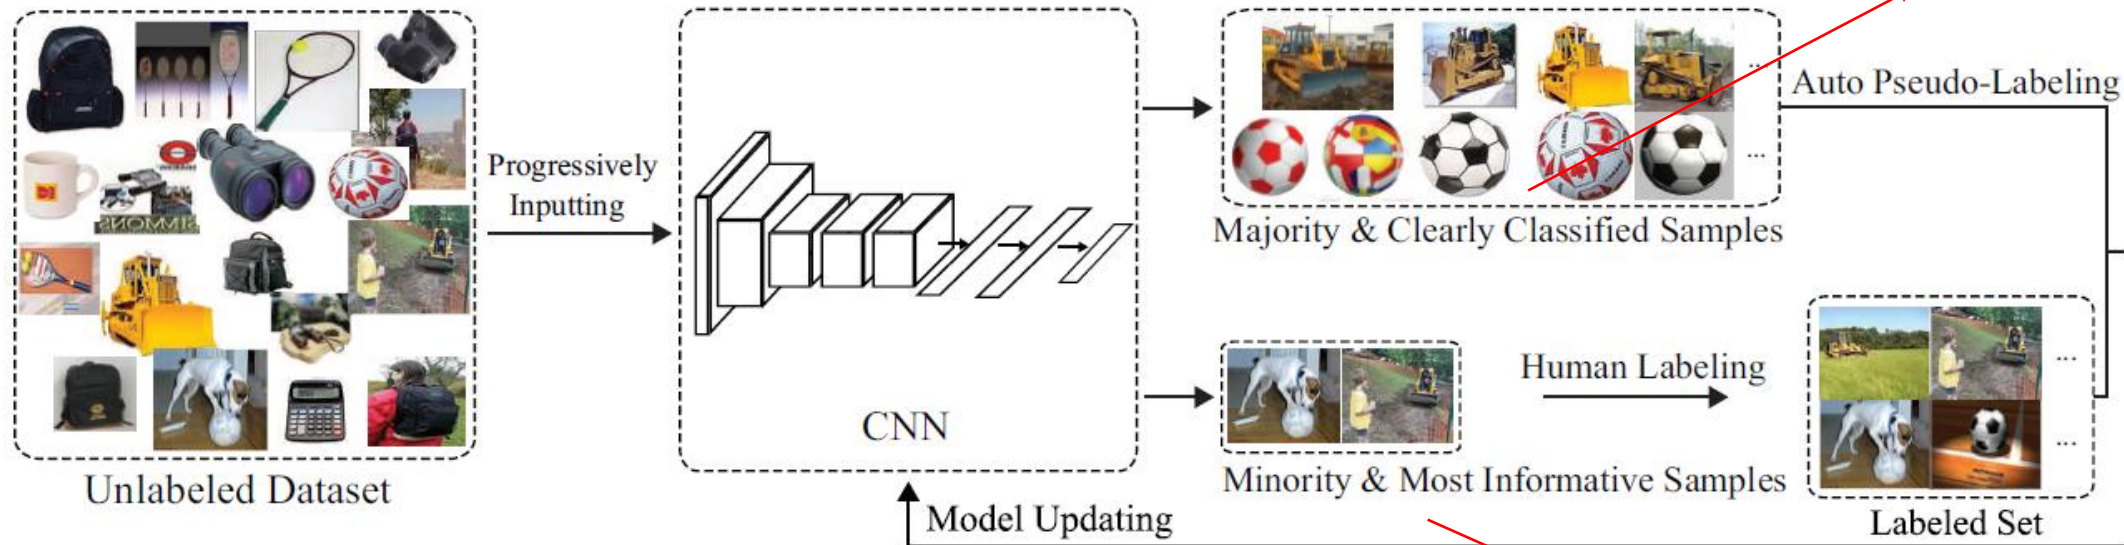 Progressively
Inputting
Unlabeled Dataset
CNN
Model Updating
...
...
Majority & Clearly Classified Samples
Auto Pseudo-Labeling
Human Labeling
Minority & Most Informative Samples
...
...
Labeled Set